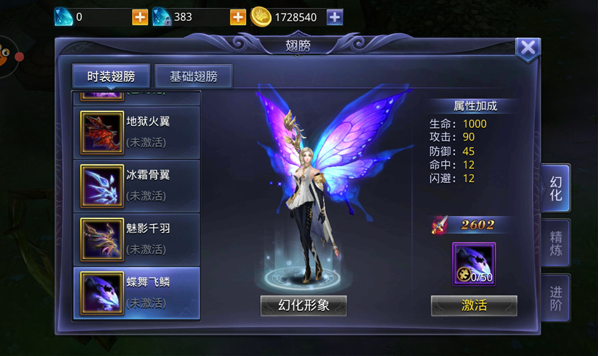 0
383
1728540
翅膀
时装翅膀
基础翅膀
地狱火翼
(未激活)
冰霜骨翼
(未激活)
魅影千羽
(未激活)
蝶舞飞鳞
(未激活)
幻化形象
属性加成
生命：1000
攻击：90
防御：45
命中：12
闪避：12
2602
0/50
激活
幻化
精炼
进阶